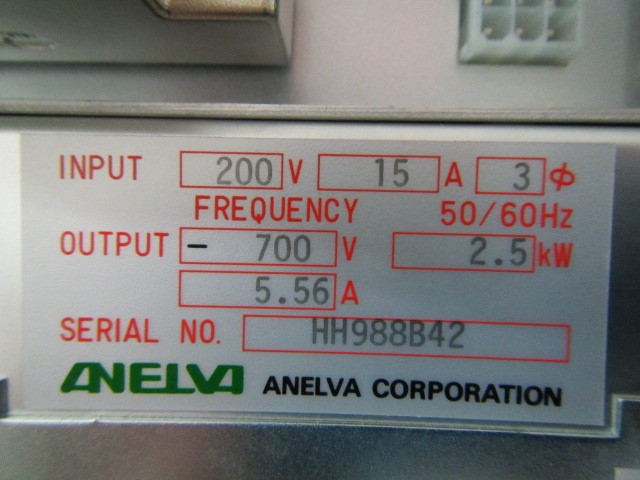 INPUT 200 V 15 A 3 ф
FREQUENCY 50/60Hz
OUTPUT - 700 V 2.5 kW
5.56 A
SERIAL NO. HH988B42
ANELVA ANELVA CORPORATION